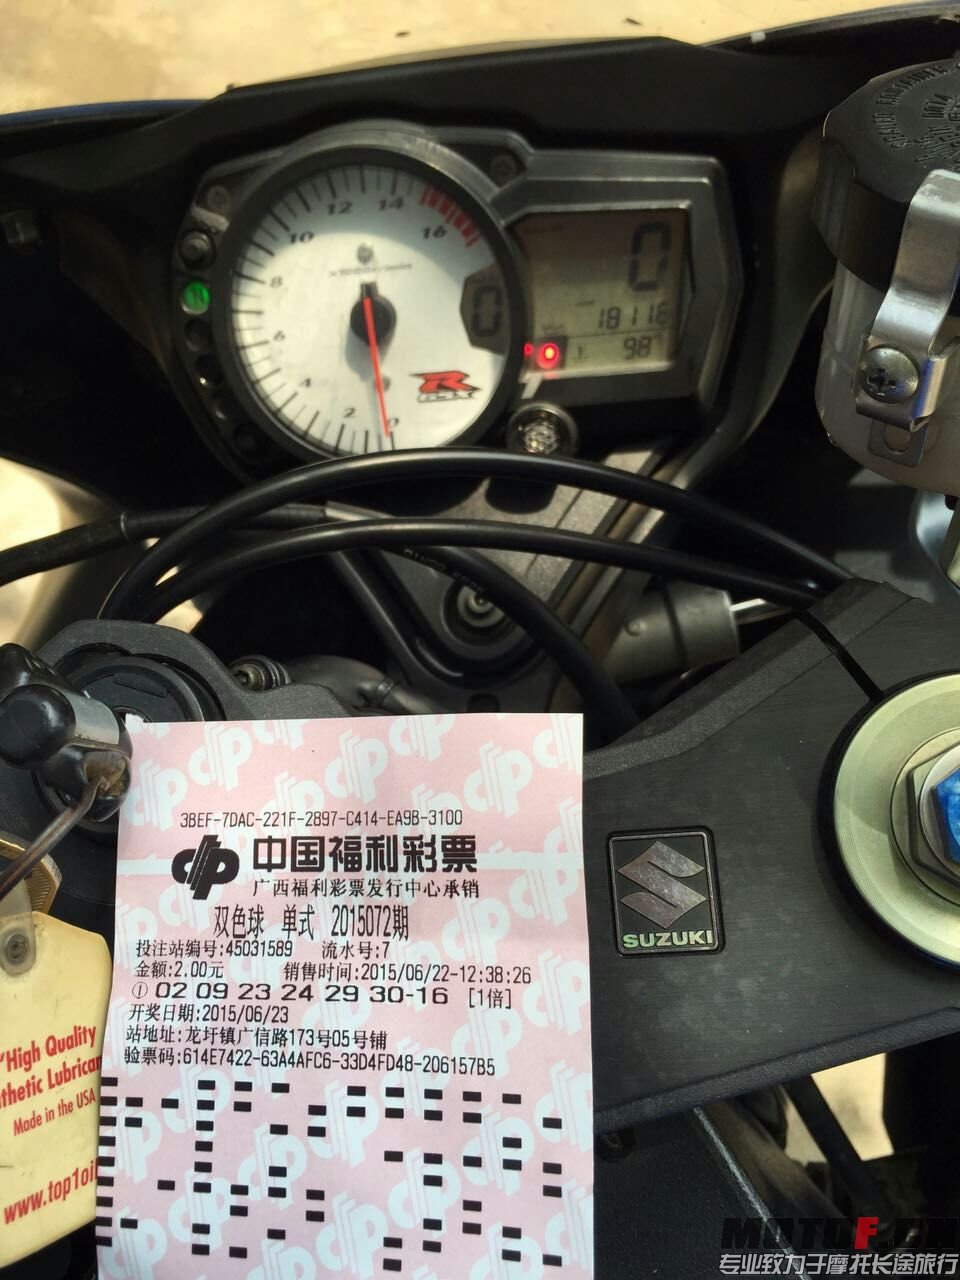 12
14
16
10
8
6
4
2
0
x1000r/min
0
0
18116
98
N
R
GSX
3BEF-7DAC-221F-2897-C414-EA9B-3100
中国福利彩票
广西福利彩票发行中心承销
双色球 单式 2015072期
投注站编号:45031589 流水号:7
金额:2.00元 销售时间:2015/06/22-12:38:26
① 02 09 23 24 29 30-16 [1倍]
开奖日期:2015/06/23
站地址:龙圩镇广信路173号05号铺
验票码:614E7422-63A4AFC6-33D4FD48-206157B5
SUZUKI
"High Quality
thetic Lubrican
Made in the USA
www.top1oil
MOTOF.CN
专业致力于摩托长途旅行